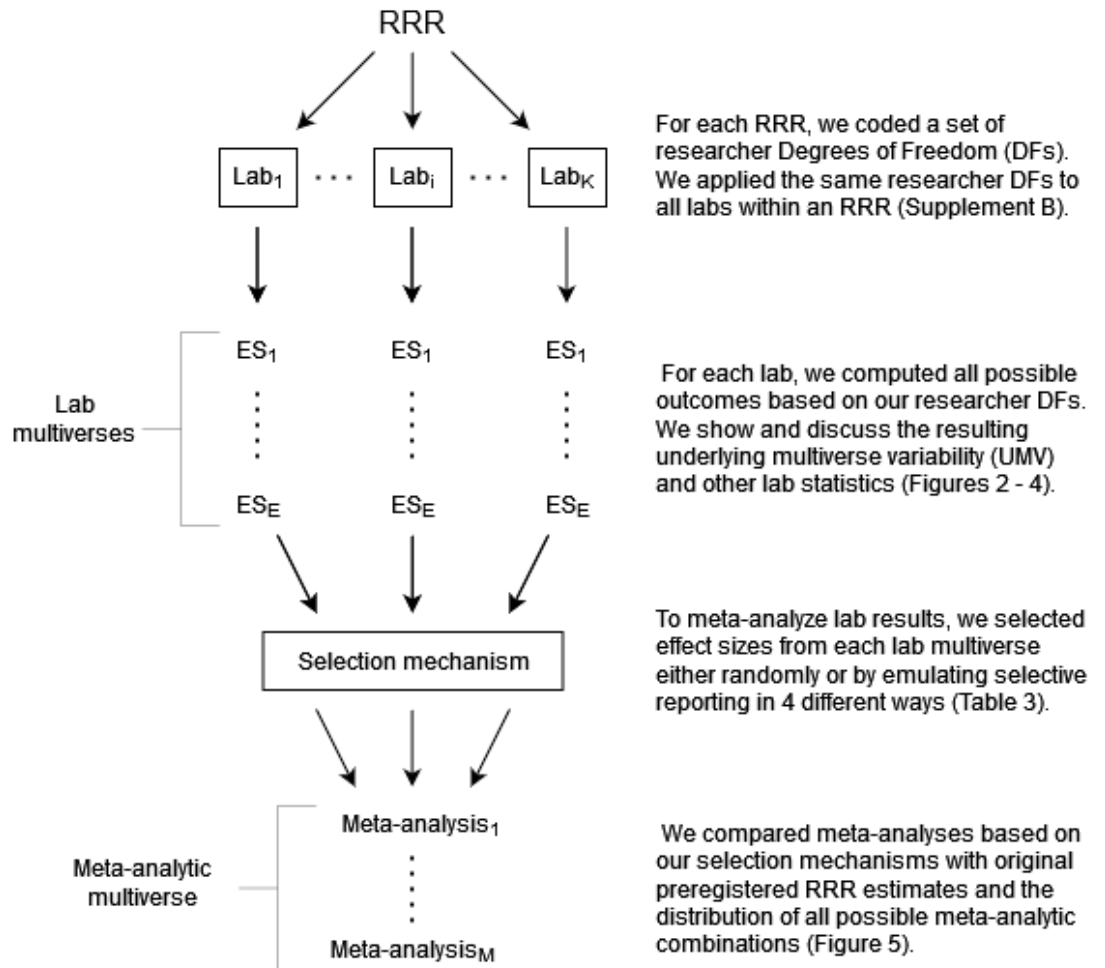 RRR
For each RRR, we coded a set of
researcher Degrees of Freedom (DFs).
We applied the same researcher DFs to
all labs within an RRR (Supplement B).
Lab₁ · · · Labᵢ · · · Lab_K
ES₁ ES₁ ES₁
Lab
multiverses
For each lab, we computed all possible
outcomes based on our researcher DFs.
We show and discuss the resulting
underlying multiverse variability (UMV)
and other lab statistics (Figures 2 - 4).
ES_E ES_E ES_E
Selection mechanism
To meta-analyze lab results, we selected
effect sizes from each lab multiverse
either randomly or by emulating selective
reporting in 4 different ways (Table 3).
Meta-analysis₁
Meta-analytic
multiverse
Meta-analysis_M
We compared meta-analyses based on
our selection mechanisms with original
preregistered RRR estimates and the
distribution of all possible meta-analytic
combinations (Figure 5).